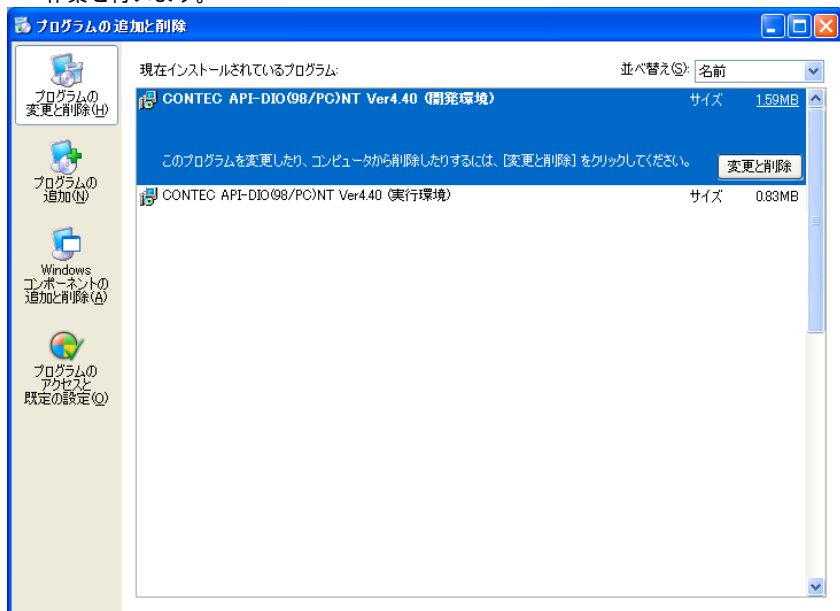 作業を行います。
プログラムの追加と削除
現在インストールされているプログラム:
並べ替え(S):
名前
プログラムの
変更と削除(H)
プログラムの
追加(N)
Windows
コンポーネントの
追加と削除(A)
プログラムの
アクセスと
既定の設定(O)
CONTEC API-DIO(98/PC)NT Ver4.40 (開発環境)
サイズ
1.59MB
このプログラムを変更したり、コンピュータから削除したりするには、[変更と削除] をクリックしてください。
変更と削除
CONTEC API-DIO(98/PC)NT Ver4.40 (実行環境)
サイズ
0.83MB